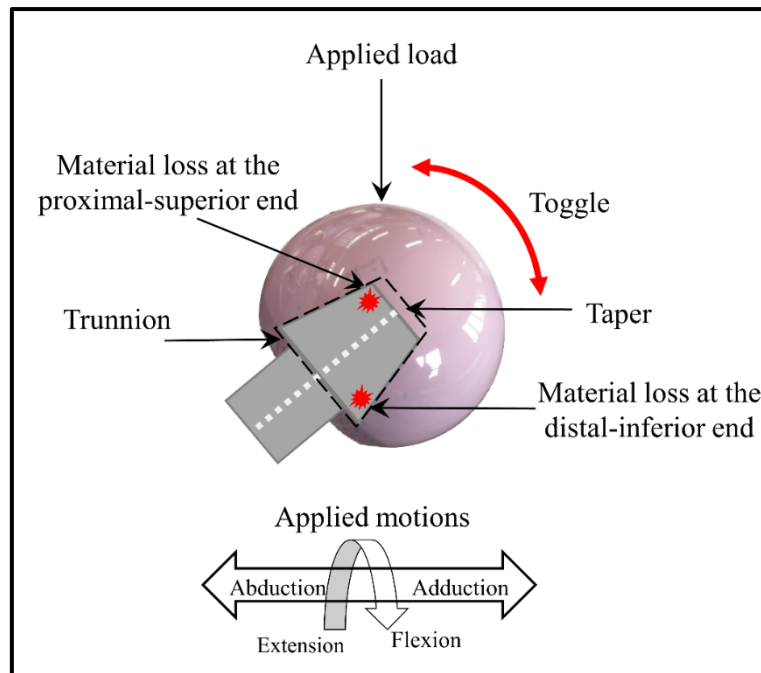 Applied load
Material loss at the
proximal-superior end
Toggle
Trunnion
Taper
Material loss at the
distal-inferior end
Applied motions
Abduction
Adduction
Extension
Flexion